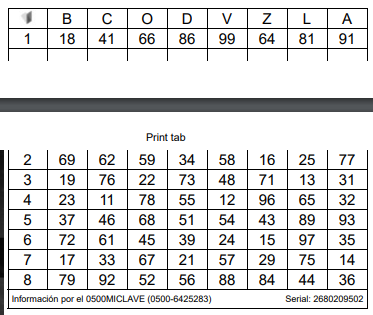 B C O D V Z L A
1 18 41 66 86 99 64 81 91
Print tab
2 69 62 59 34 58 16 25 77
3 19 76 22 73 48 71 13 31
4 23 11 78 55 12 96 65 32
5 37 46 68 51 54 43 89 93
6 72 61 45 39 24 15 97 35
7 17 33 67 21 57 29 75 14
8 79 92 52 56 88 84 44 36
Información por el 0500MICLAVE (0500-6425283) Serial: 2680209502